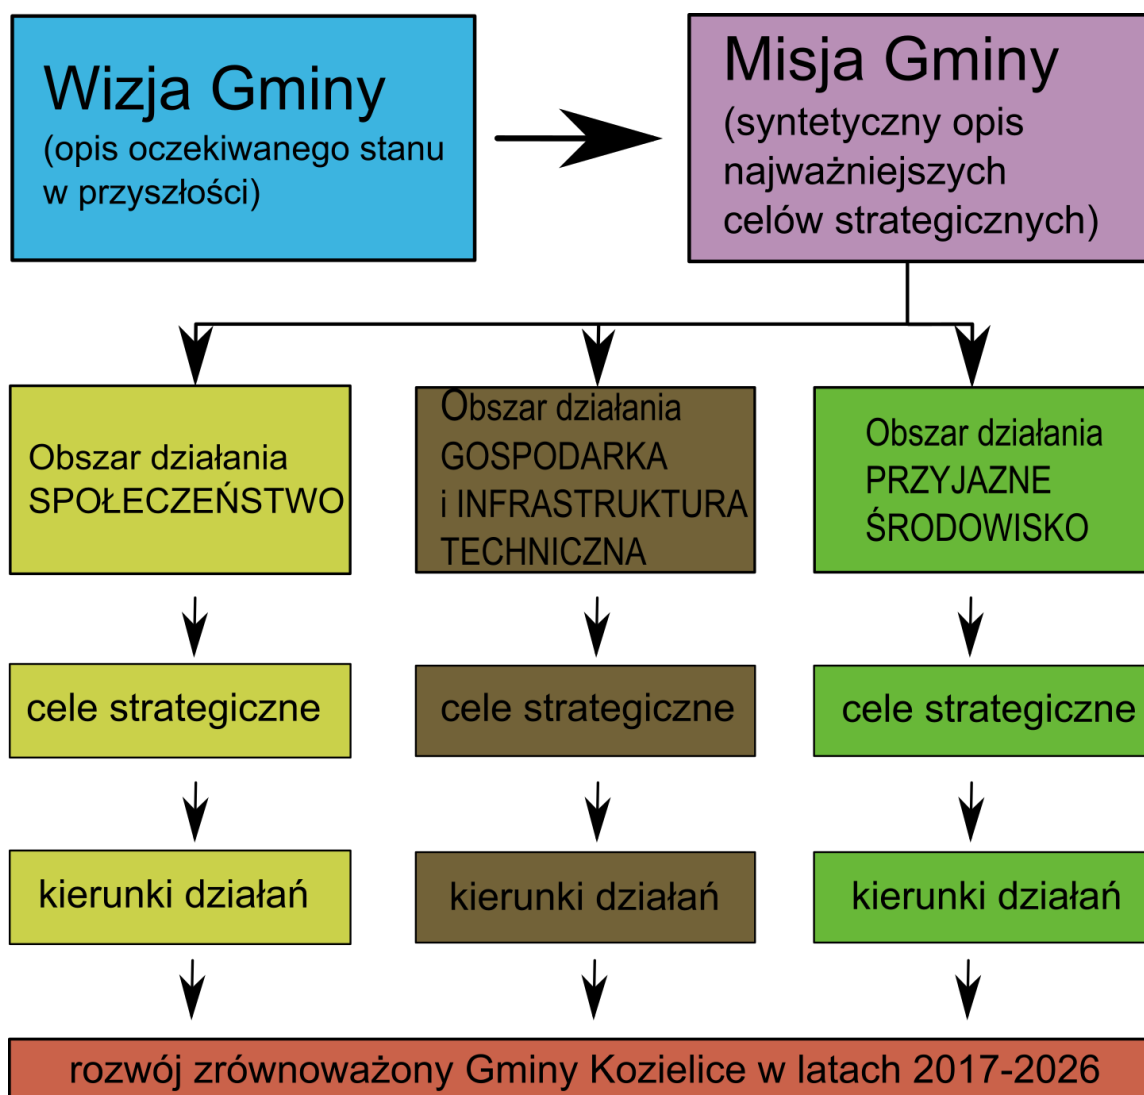 Wizja Gminy
(opis oczekiwanego stanu
w przyszłości)
Misja Gminy
(syntetyczny opis
najważniejszych
celów strategicznych)
Obszar działania
SPOŁECZEŃSTWO
Obszar działania
GOSPODARKA
i INFRASTRUKTURA
TECHNICZNA
Obszar działania
PRZYJAZNE
ŚRODOWISKO
cele strategiczne
cele strategiczne
cele strategiczne
kierunki działań
kierunki działań
kierunki działań
rozwój zrównoważony Gminy Kozielice w latach 2017-2026